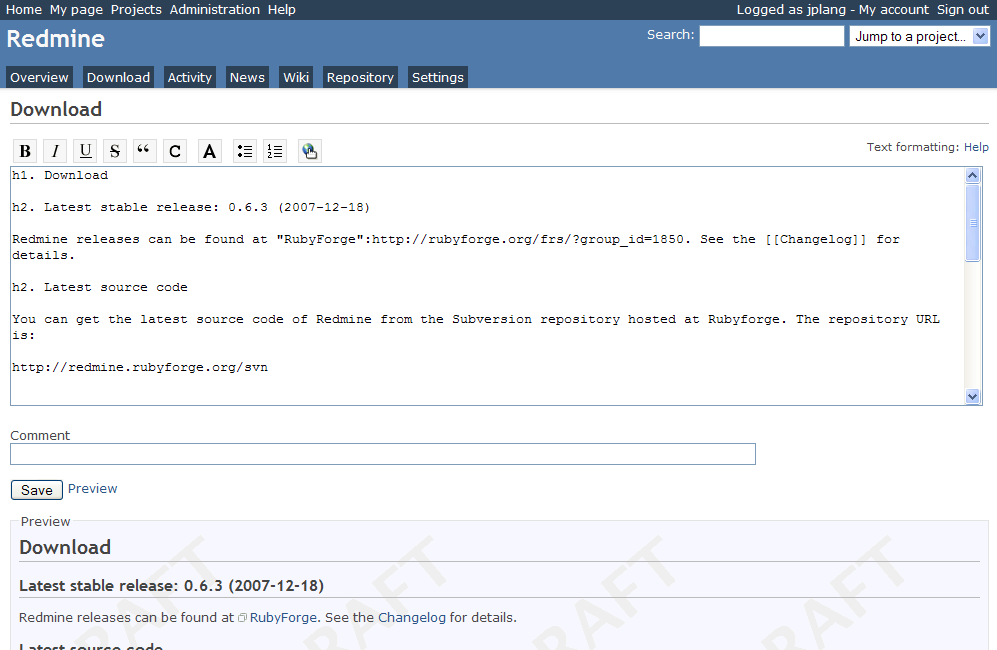 Home My page Projects Administration Help Logged as jplang - My account Sign out
Redmine Search: Jump to a project...
Overview Download Activity News Wiki Repository Settings
Download
B I U S “ C A Text formatting: Help
h1. Download
h2. Latest stable release: 0.6.3 (2007-12-18)
Redmine releases can be found at "RubyForge":http://rubyforge.org/frs/?group_id=1850. See the [[Changelog]] for
details.
h2. Latest source code
You can get the latest source code of Redmine from the Subversion repository hosted at Rubyforge. The repository URL
is:
http://redmine.rubyforge.org/svn
Comment
Save Preview
Preview
Download
Latest stable release: 0.6.3 (2007-12-18)
Redmine releases can be found at RubyForge. See the Changelog for details.
Latest source code